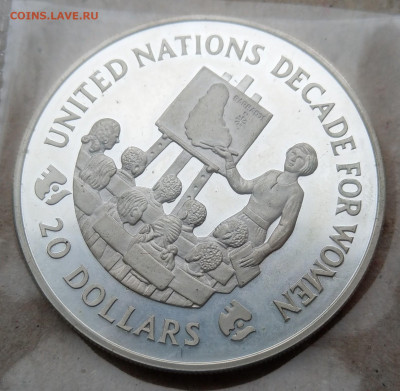 COINS.LAVE.RU
UNITED NATIONS DECADE FOR WOMEN
20 DOLLARS